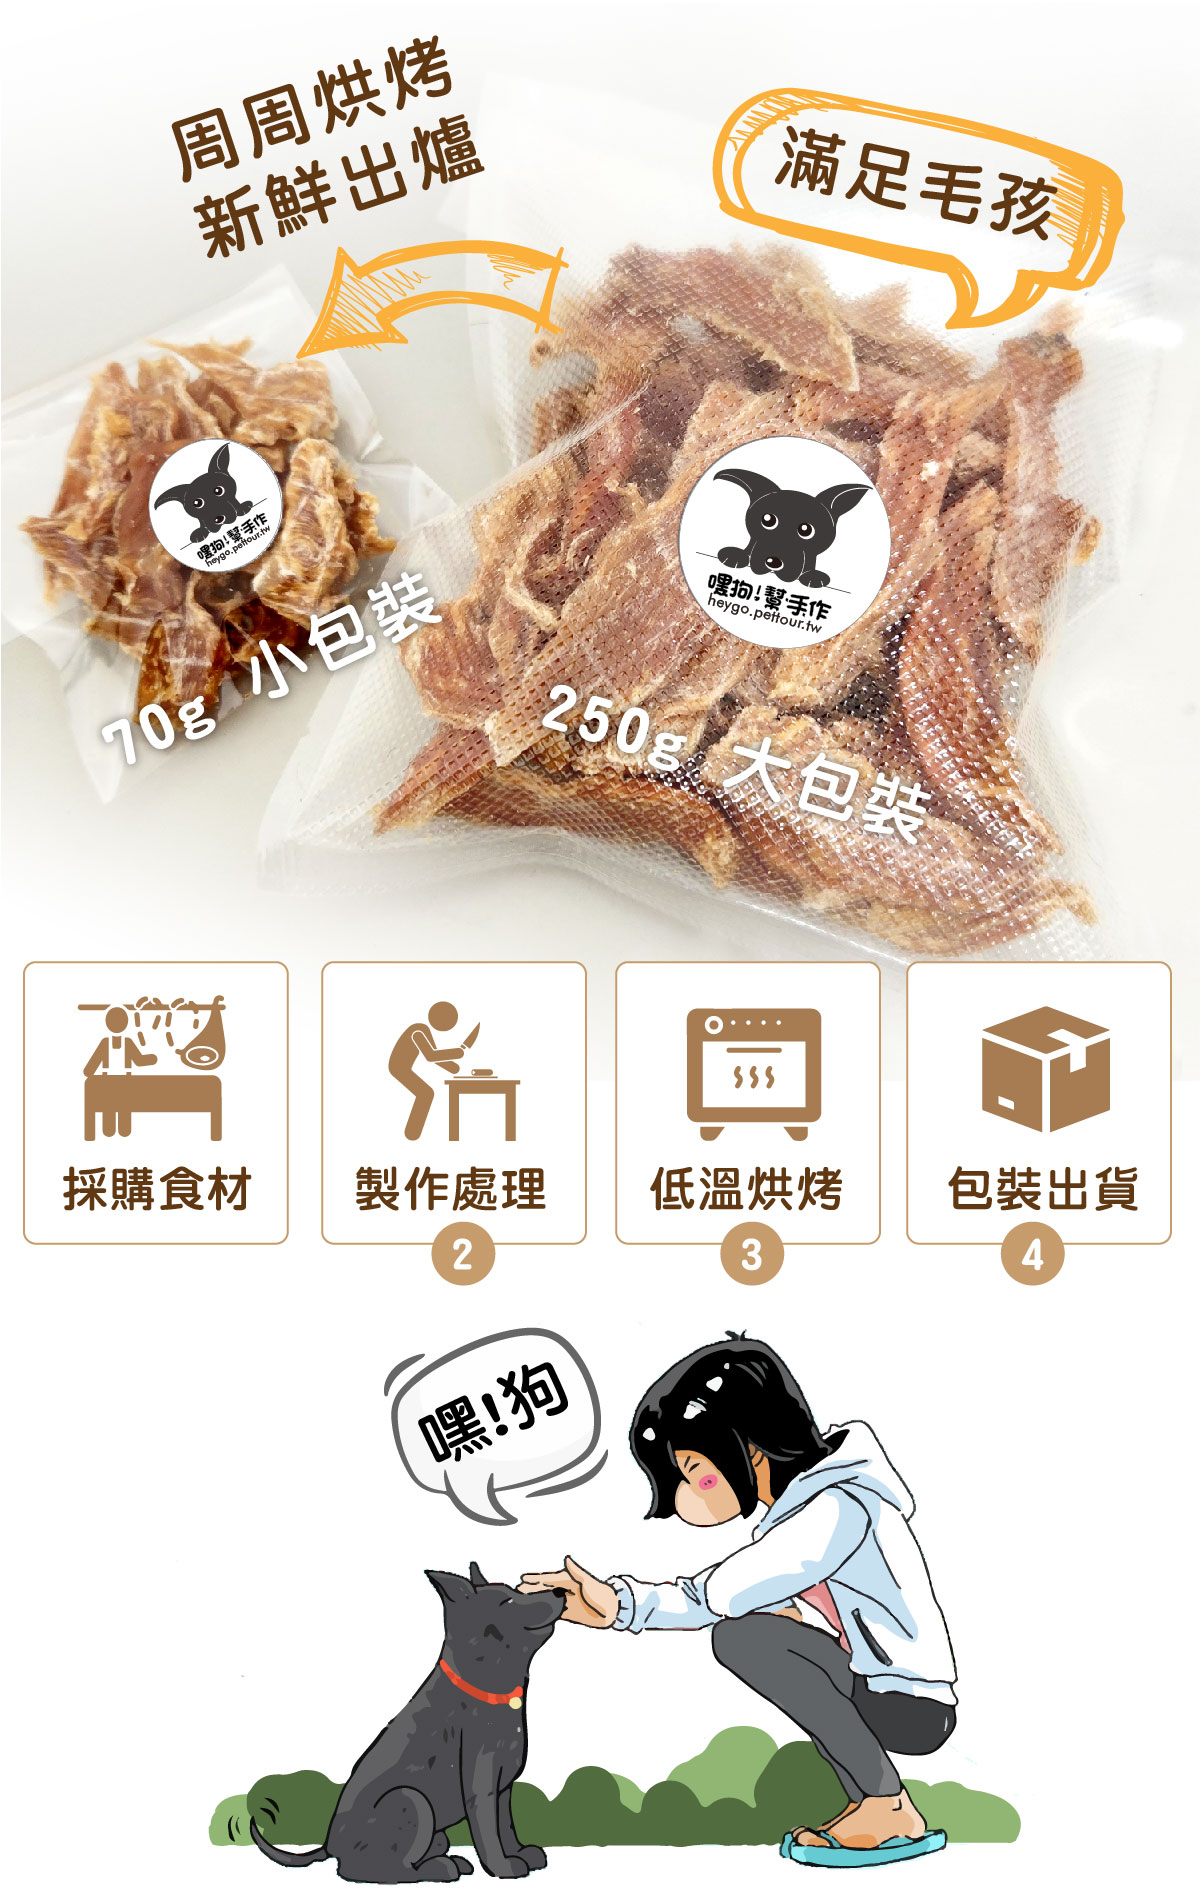 周周烘烤
新鮮出爐
滿足毛孩
嘿狗!幫手作
heygo.pettour.tw
嘿狗!幫手作
heygo.pettour.tw
70g 小包裝
250g 大包裝
採購食材
製作處理
低溫烘烤
包裝出貨
2
3
4
嘿!狗